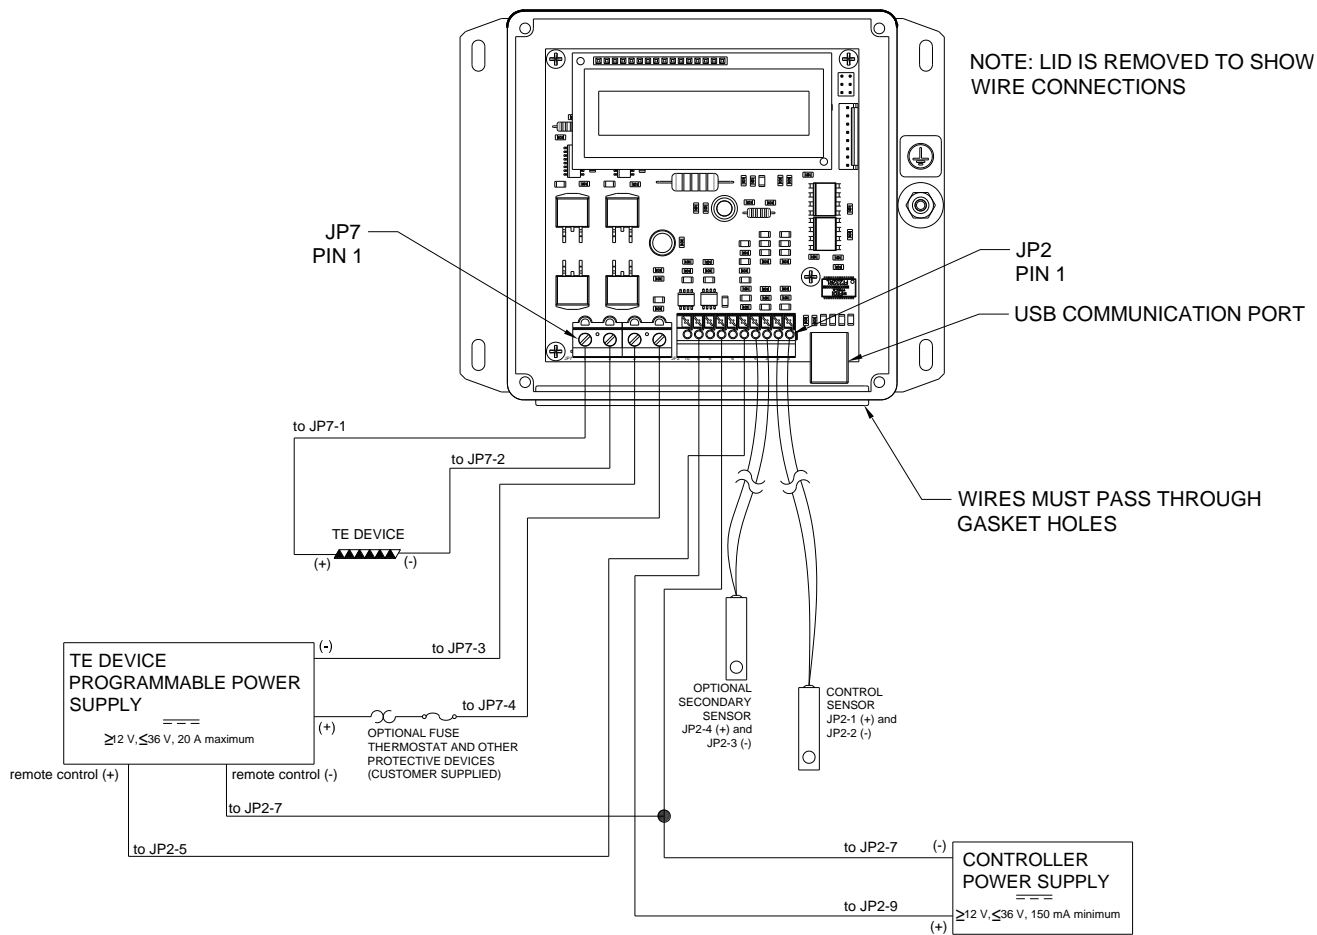 NOTE: LID IS REMOVED TO SHOW
WIRE CONNECTIONS
JP7
PIN 1
JP2
PIN 1
USB COMMUNICATION PORT
to JP7-1
to JP7-2
WIRES MUST PASS THROUGH
GASKET HOLES
TE DEVICE
(+)
(-)
to JP7-3
(-)
TE DEVICE
PROGRAMMABLE POWER
SUPPLY
≥12 V,≤36 V, 20 A maximum
to JP7-4
(+)
OPTIONAL FUSE
THERMOSTAT AND OTHER
PROTECTIVE DEVICES
(CUSTOMER SUPPLIED)
OPTIONAL
SECONDARY
SENSOR
JP2-4 (+) and
JP2-3 (-)
CONTROL
SENSOR
JP2-1 (+) and
JP2-2 (-)
remote control (+)
remote control (-)
to JP2-7
to JP2-5
to JP2-7
(-)
CONTROLLER
POWER SUPPLY
≥12 V,≤36 V, 150 mA minimum
to JP2-9
(+)